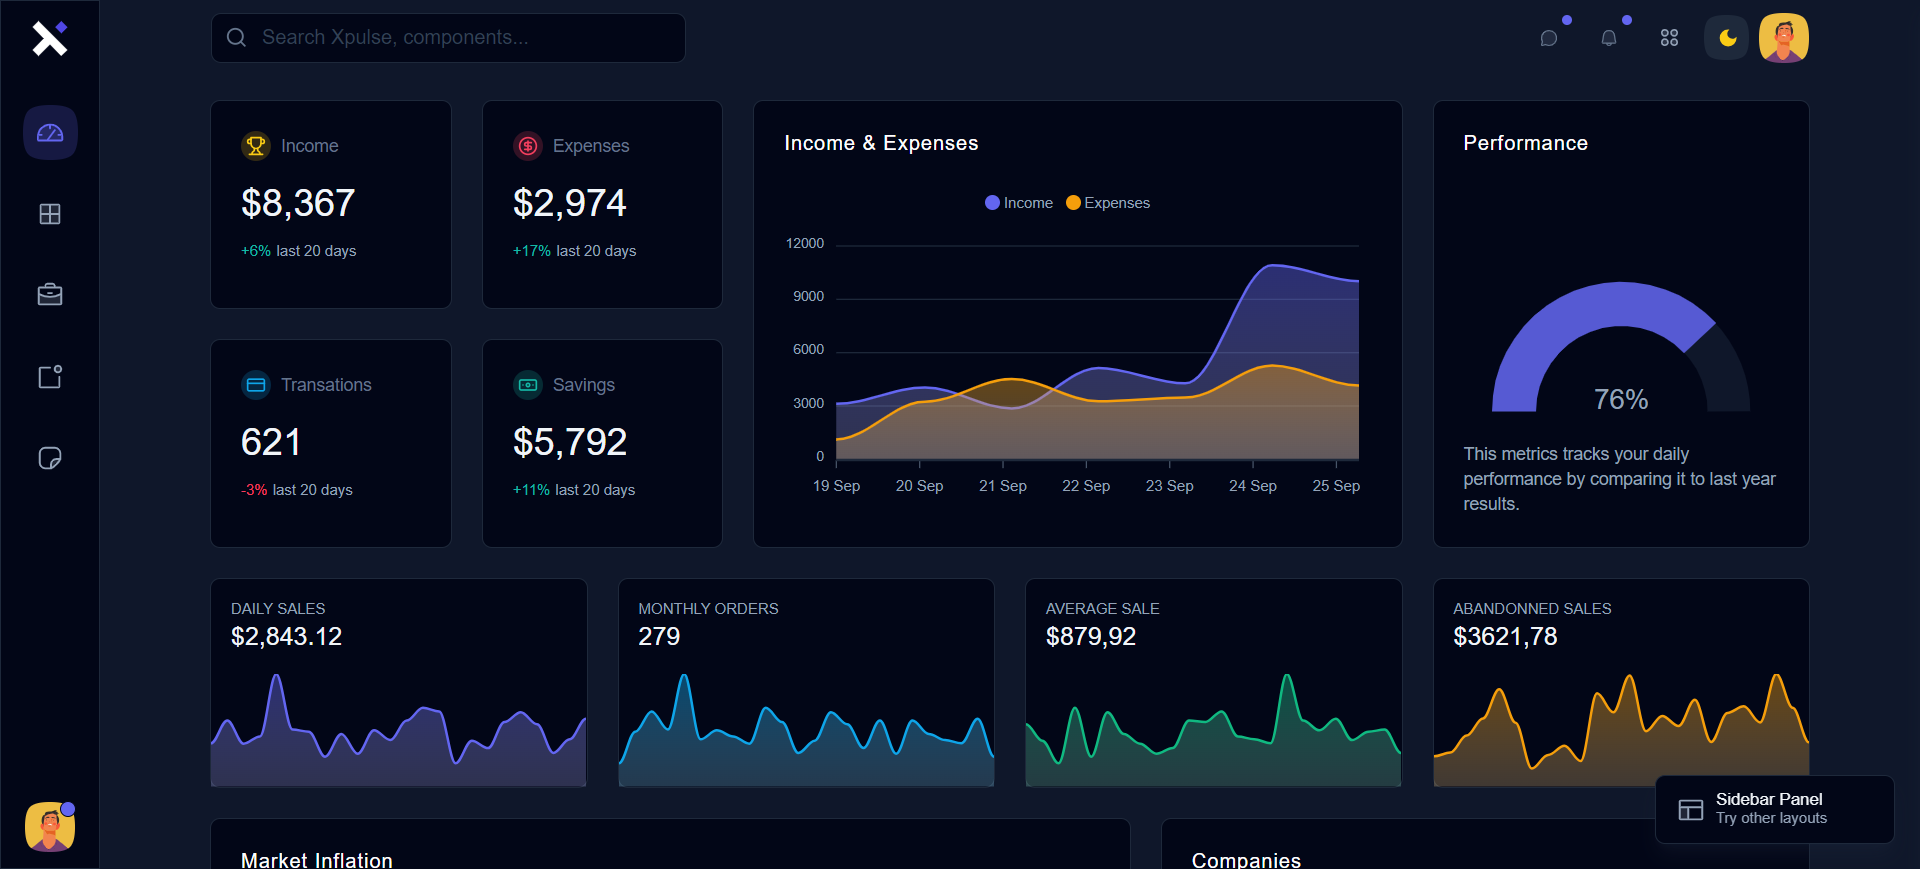 Search Xpulse, components...
Income
$8,367
+6% last 20 days
Expenses
$2,974
+17% last 20 days
Transations
621
-3% last 20 days
Savings
$5,792
+11% last 20 days
Income & Expenses
Income
Expenses
12000
9000
6000
3000
0
19 Sep
20 Sep
21 Sep
22 Sep
23 Sep
24 Sep
25 Sep
Performance
76%
This metrics tracks your daily
performance by comparing it to last year
results.
DAILY SALES
$2,843.12
MONTHLY ORDERS
279
AVERAGE SALE
$879,92
ABANDONNED SALES
$3621,78
Sidebar Panel
Try other layouts
Market Inflation
Companies